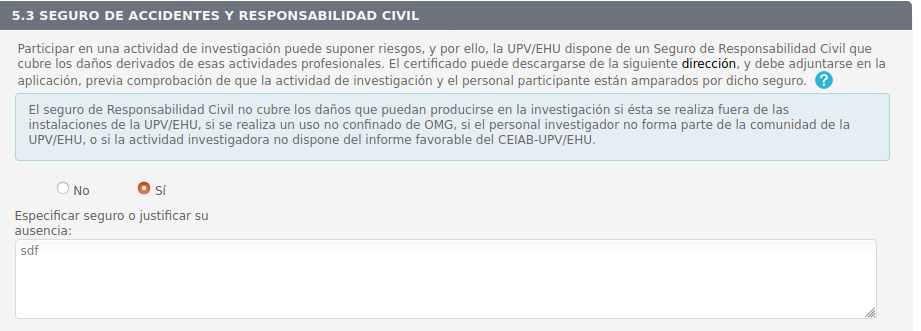 5.3 SEGURO DE ACCIDENTES Y RESPONSABILIDAD CIVIL
Participar en una actividad de investigación puede suponer riesgos, y por ello, la UPV/EHU dispone de un Seguro de Responsabilidad Civil que
cubre los daños derivados de esas actividades profesionales. El certificado puede descargarse de la siguiente dirección, y debe adjuntarse en la
aplicación, previa comprobación de que la actividad de investigación y el personal participante están amparados por dicho seguro. ?
El seguro de Responsabilidad Civil no cubre los daños que puedan producirse en la investigación si ésta se realiza fuera de las
instalaciones de la UPV/EHU, si se realiza un uso no confinado de OMG, si el personal investigador no forma parte de la comunidad de la
UPV/EHU, o si la actividad investigadora no dispone del informe favorable del CEIAB-UPV/EHU.
No Sí
Especificar seguro o justificar su
ausencia:
sdf